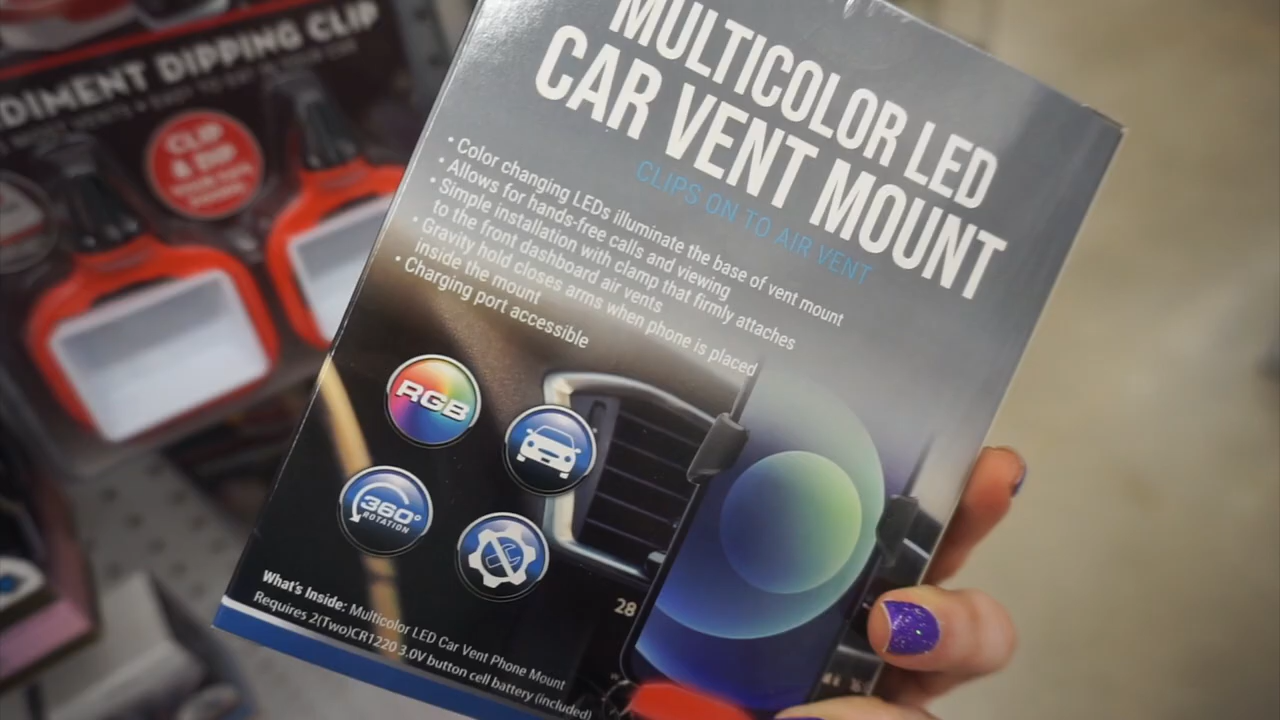 MULTICOLOR LED
CAR VENT MOUNT
CLIPS ON TO AIR VENT
• Color changing LEDs illuminate the base of vent mount
• Allows for hands-free calls and viewing
• Simple installation with clamp that firmly attaches
to the front dashboard air vents
• Gravity hold closes arms when phone is placed
inside the mount
• Charging port accessible
RGB
360°
ROTATION
28
What's Inside: Multicolor LED Car Vent Phone Mount
Requires 2(Two)CR1220 3.0V button cell battery (included)
DIMENT DIPPING CLIP
CLIP
& DIP